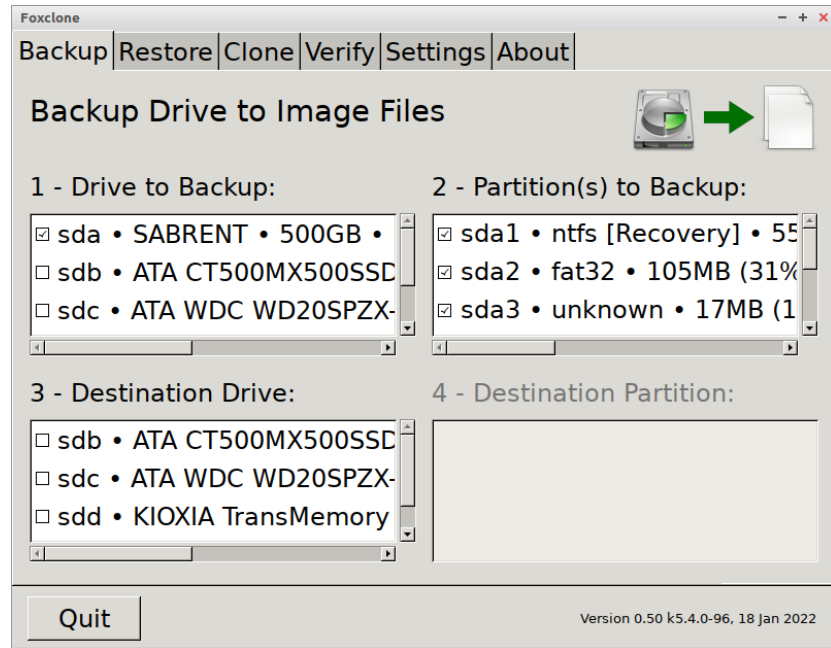 Foxclone
Backup Restore Clone Verify Settings About
Backup Drive to Image Files
1 - Drive to Backup:
sda • SABRENT • 500GB •
sdb • ATA CT500MX500SSD
sdc • ATA WDC WD20SPZX-
2 - Partition(s) to Backup:
sda1 • ntfs [Recovery] • 55
sda2 • fat32 • 105MB (31%
sda3 • unknown • 17MB (1
3 - Destination Drive:
sdb • ATA CT500MX500SSD
sdc • ATA WDC WD20SPZX-
sdd • KIOXIA TransMemory
4 - Destination Partition:
Quit
Version 0.50 k5.4.0-96, 18 Jan 2022